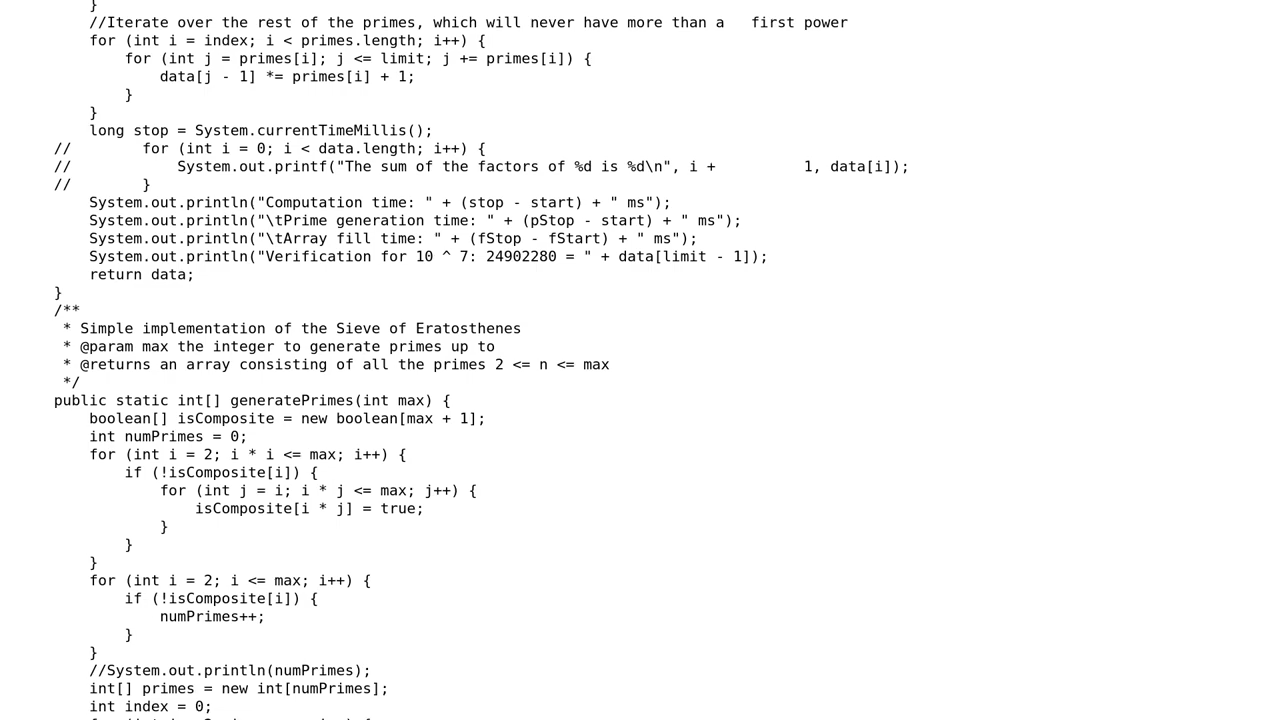 }
//Iterate over the rest of the primes, which will never have more than a   first power
for (int i = index; i < primes.length; i++) {
for (int j = primes[i]; j <= limit; j += primes[i]) {
data[j - 1] *= primes[i] + 1;
}
}
long stop = System.currentTimeMillis();
//        for (int i = 0; i < data.length; i++) {
//            System.out.printf("The sum of the factors of %d is %d\n", i +          1, data[i]);
//        }
System.out.println("Computation time: " + (stop - start) + " ms");
System.out.println("\tPrime generation time: " + (pStop - start) + " ms");
System.out.println("\tArray fill time: " + (fStop - fStart) + " ms");
System.out.println("Verification for 10 ^ 7: 24902280 = " + data[limit - 1]);
return data;
}
/**
* Simple implementation of the Sieve of Eratosthenes
* @param max the integer to generate primes up to
* @returns an array consisting of all the primes 2 <= n <= max
*/
public static int[] generatePrimes(int max) {
boolean[] isComposite = new boolean[max + 1];
int numPrimes = 0;
for (int i = 2; i * i <= max; i++) {
if (!isComposite[i]) {
for (int j = i; i * j <= max; j++) {
isComposite[i * j] = true;
}
}
}
for (int i = 2; i <= max; i++) {
if (!isComposite[i]) {
numPrimes++;
}
}
//System.out.println(numPrimes);
int[] primes = new int[numPrimes];
int index = 0;